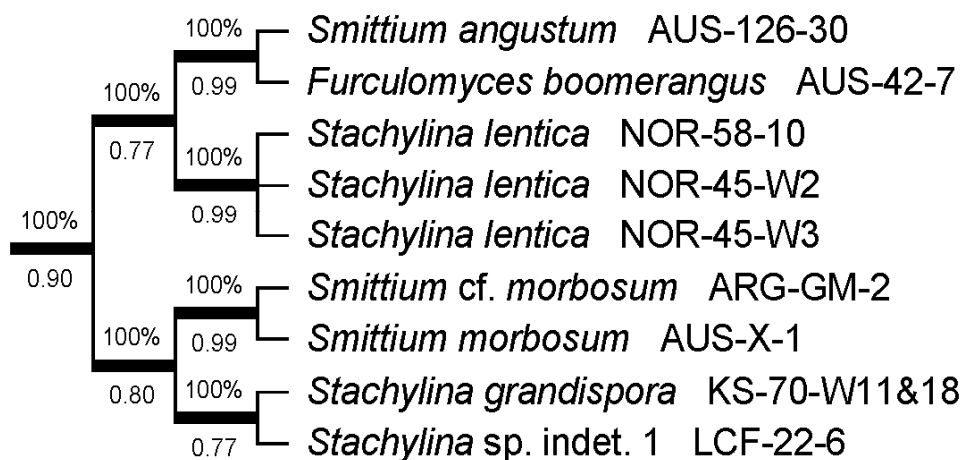 100%
Smittium angustum AUS-126-30
100%
0.99
Furculomyces boomerangus AUS-42-7
0.77
100%
Stachylina lentica NOR-58-10
Stachylina lentica NOR-45-W2
100%
0.99
Stachylina lentica NOR-45-W3
0.90
100%
Smittium cf. morbosum ARG-GM-2
100%
0.99
Smittium morbosum AUS-X-1
0.80
100%
Stachylina grandispora KS-70-W11&18
0.77
Stachylina sp. indet. 1 LCF-22-6